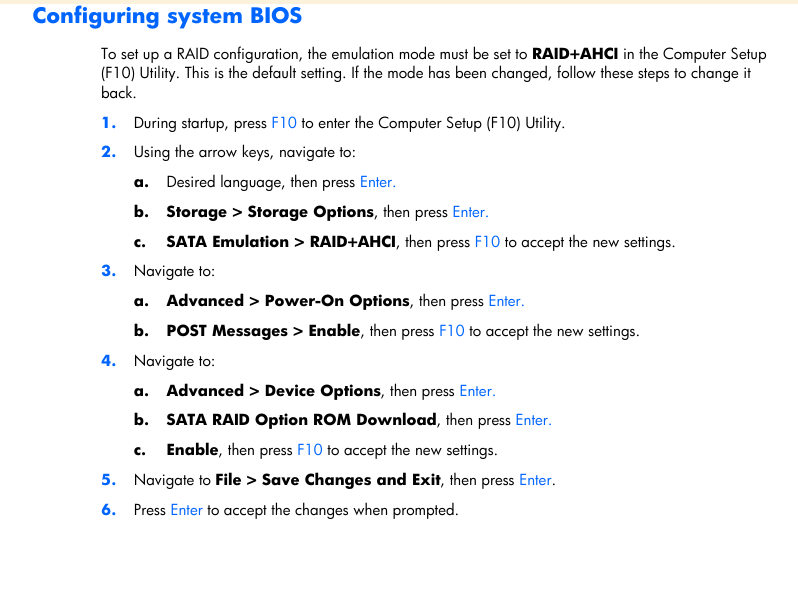 Configuring system BIOS
To set up a RAID configuration, the emulation mode must be set to RAID+AHCI in the Computer Setup
(F10) Utility. This is the default setting. If the mode has been changed, follow these steps to change it
back.
1. During startup, press F10 to enter the Computer Setup (F10) Utility.
2. Using the arrow keys, navigate to:
a. Desired language, then press Enter.
b. Storage > Storage Options, then press Enter.
c. SATA Emulation > RAID+AHCI, then press F10 to accept the new settings.
3. Navigate to:
a. Advanced > Power-On Options, then press Enter.
b. POST Messages > Enable, then press F10 to accept the new settings.
4. Navigate to:
a. Advanced > Device Options, then press Enter.
b. SATA RAID Option ROM Download, then press Enter.
c. Enable, then press F10 to accept the new settings.
5. Navigate to File > Save Changes and Exit, then press Enter.
6. Press Enter to accept the changes when prompted.